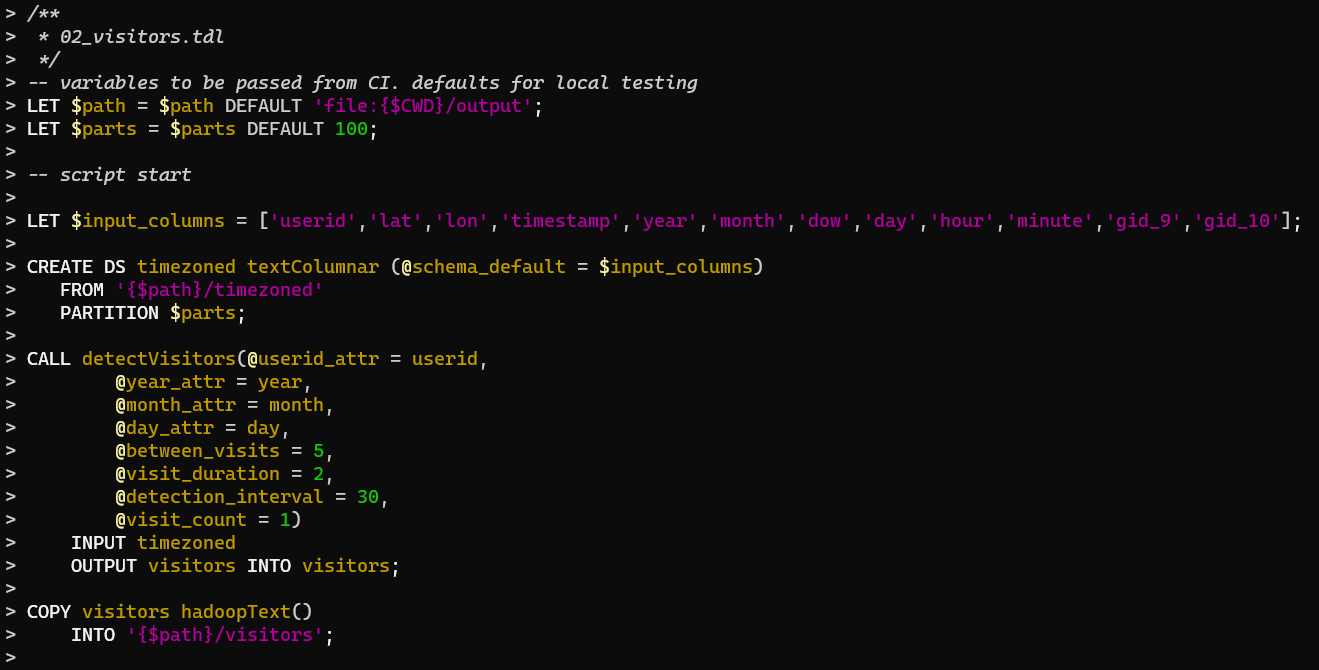 > /**
>  * 02_visitors.tdl
>  */
> -- variables to be passed from CI. defaults for local testing
> LET $path = $path DEFAULT 'file:{$CWD}/output';
> LET $parts = $parts DEFAULT 100;
>
> -- script start
>
> LET $input_columns = ['userid','lat','lon','timestamp','year','month','dow','day','hour','minute','gid_9','gid_10'];
>
> CREATE DS timezoned textColumnar (@schema_default = $input_columns)
>    FROM '{$path}/timezoned'
>    PARTITION $parts;
>
> CALL detectVisitors(@userid_attr = userid,
>         @year_attr = year,
>         @month_attr = month,
>         @day_attr = day,
>         @between_visits = 5,
>         @visit_duration = 2,
>         @detection_interval = 30,
>         @visit_count = 1)
>     INPUT timezoned
>     OUTPUT visitors INTO visitors;
>
> COPY visitors hadoopText()
>     INTO '{$path}/visitors';
>